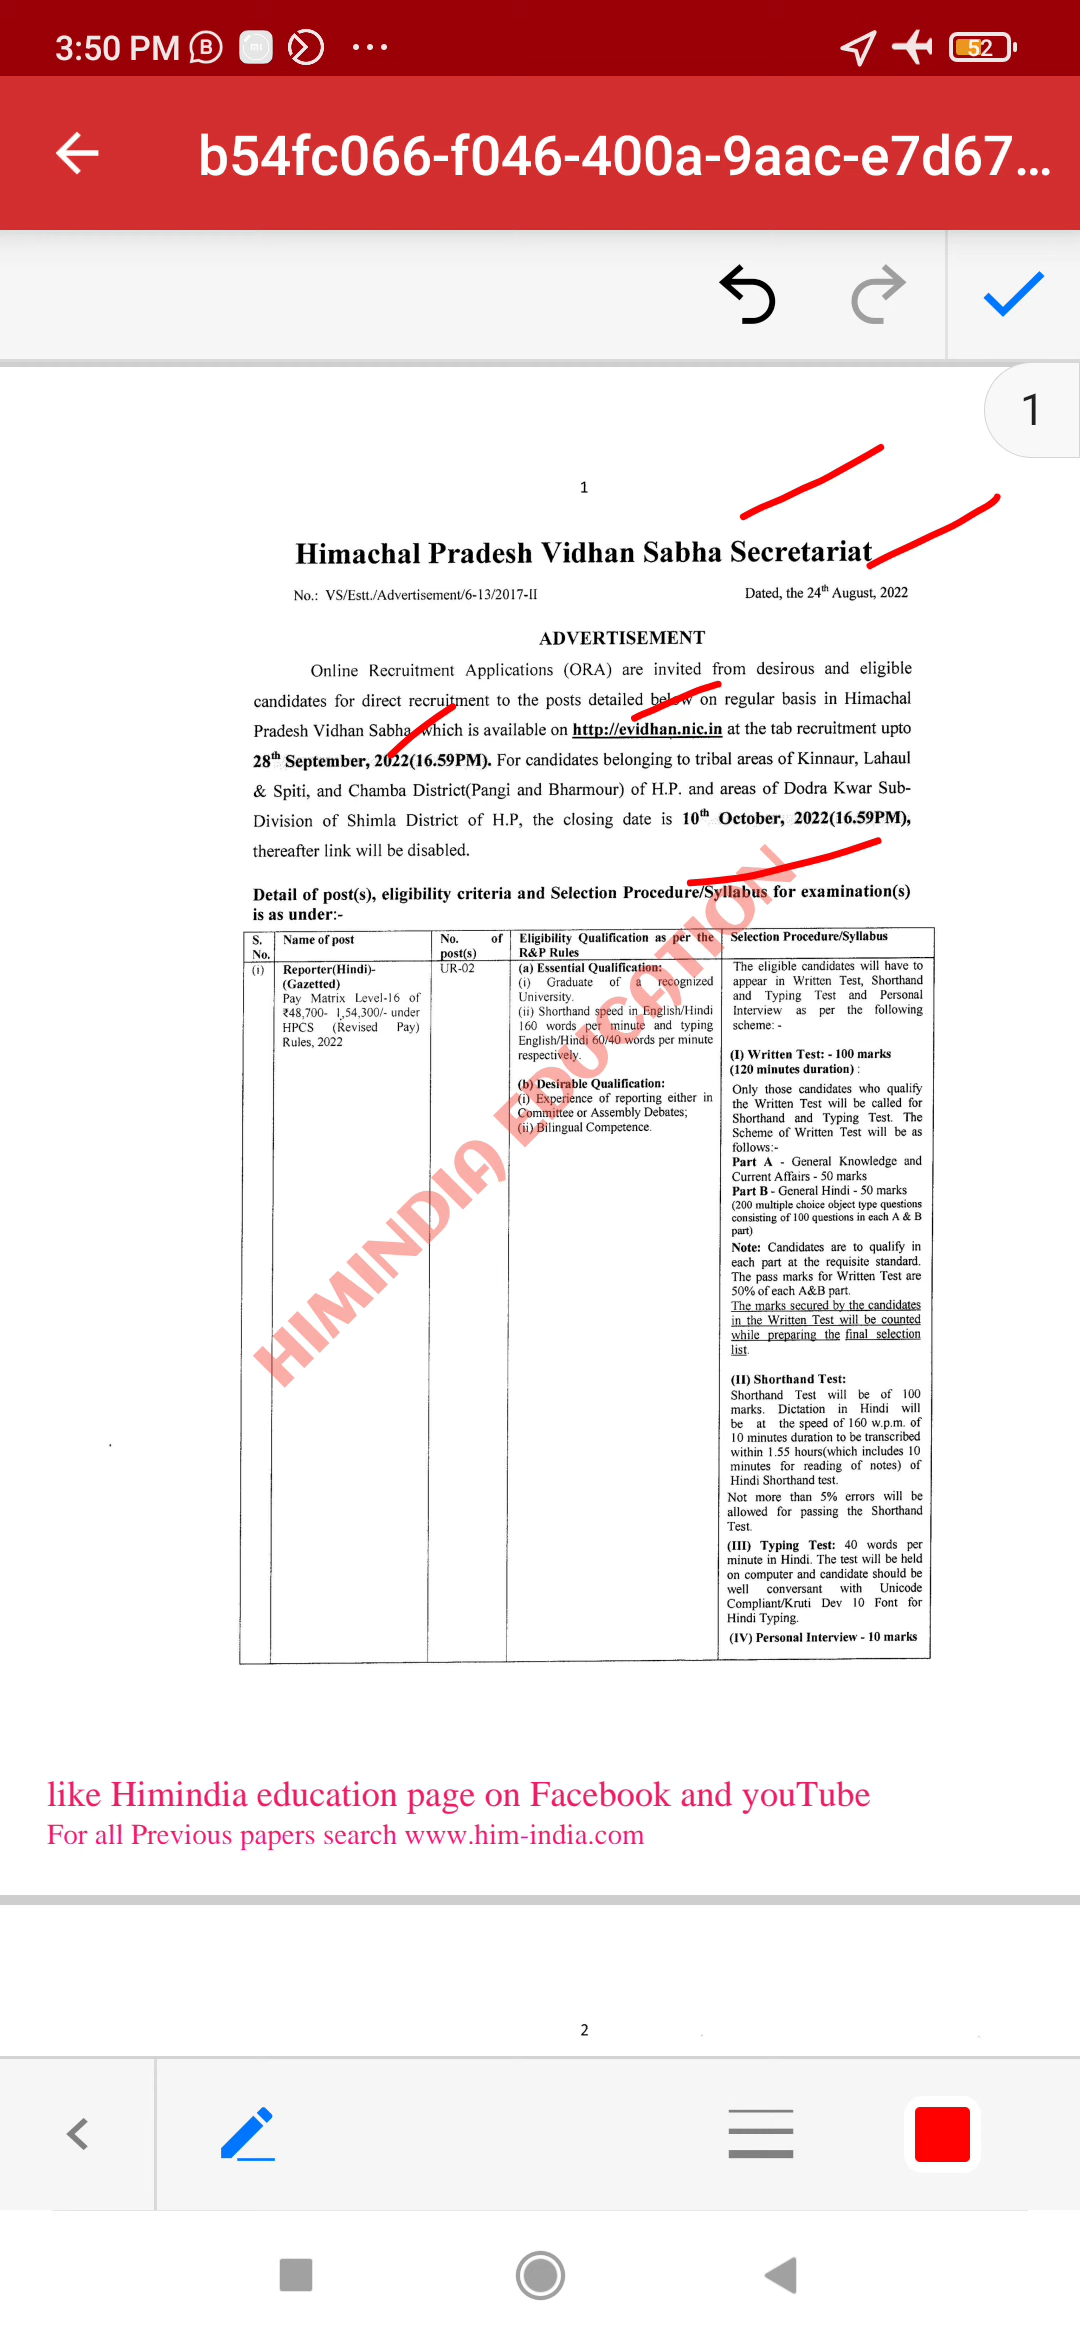 3:50 PM
52
b54fc066-f046-400a-9aac-e7d67...
1
1
Himachal Pradesh Vidhan Sabha Secretariat
No.: VS/Estt./Advertisement/6-13/2017-II Dated, the 24th August, 2022
ADVERTISEMENT
Online Recruitment Applications (ORA) are invited from desirous and eligible
candidates for direct recruitment to the posts detailed below on regular basis in Himachal
Pradesh Vidhan Sabha which is available on http://evidhan.nic.in at the tab recruitment upto
28th September, 2022(16.59PM). For candidates belonging to tribal areas of Kinnaur, Lahaul
& Spiti, and Chamba District(Pangi and Bharmour) of H.P. and areas of Dodra Kwar Sub-
Division of Shimla District of H.P, the closing date is 10th October, 2022(16.59PM),
thereafter link will be disabled.
Detail of post(s), eligibility criteria and Selection Procedure/Syllabus for examination(s)
is as under:-
S. No.
Name of post
No. of post(s)
Eligibility Qualification as per the
R&P Rules
Selection Procedure/Syllabus
(i)
Reporter(Hindi)-
(Gazetted)
Pay Matrix Level-16 of
₹48,700- 1,54,300/- under
HPCS (Revised Pay)
Rules, 2022
UR-02
(a) Essential Qualification:
(i) Graduate of a recognized
University.
(ii) Shorthand speed in English/Hindi
160 words per minute and typing
English/Hindi 60/40 words per minute
respectively.
(b) Desirable Qualification:
(i) Experience of reporting either in
Committee or Assembly Debates;
(ii) Bilingual Competence.
The eligible candidates will have to
appear in Written Test, Shorthand
and Typing Test and Personal
Interview as per the following
scheme: -
(I) Written Test: - 100 marks
(120 minutes duration) :
Only those candidates who qualify
the Written Test will be called for
Shorthand and Typing Test. The
Scheme of Written Test will be as
follows:-
Part A - General Knowledge and
Current Affairs - 50 marks
Part B - General Hindi - 50 marks
(200 multiple choice object type questions
consisting of 100 questions in each A & B
part)
Note: Candidates are to qualify in
each part at the requisite standard.
The pass marks for Written Test are
50% of each A&B part.
The marks secured by the candidates
in the Written Test will be counted
while preparing the final selection
list.
(II) Shorthand Test:
Shorthand Test will be of 100
marks. Dictation in Hindi will
be at the speed of 160 w.p.m. of
10 minutes duration to be transcribed
within 1.55 hours(which includes 10
minutes for reading of notes) of
Hindi Shorthand test.
Not more than 5% errors will be
allowed for passing the Shorthand
Test.
(III) Typing Test: 40 words per
minute in Hindi. The test will be held
on computer and candidate should be
well conversant with Unicode
Compliant/Kruti Dev 10 Font for
Hindi Typing.
(IV) Personal Interview - 10 marks
HIMINDIA EDUCATION
like Himindia education page on Facebook and youTube
For all Previous papers search www.him-india.com
2